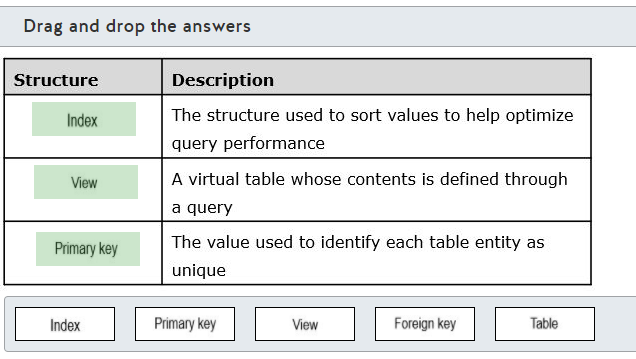 Drag and drop the answers
Structure Description
Index The structure used to sort values to help optimize
query performance
View A virtual table whose contents is defined through
a query
Primary key The value used to identify each table entity as
unique
Index Primary key View Foreign key Table